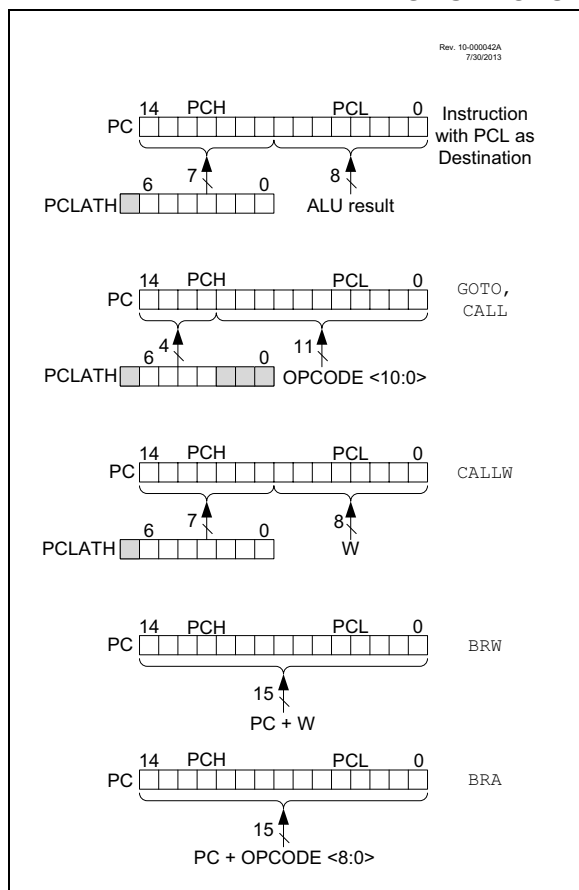 Rev. 10-000042A
7/30/2013
14 PCH PCL 0
PC
Instruction
with PCL as
Destination
6 7 0 8
PCLATH
ALU result
14 PCH PCL 0
PC
GOTO,
CALL
6 4 0 11
PCLATH
OPCODE <10:0>
14 PCH PCL 0
PC
CALLW
6 7 0 8
PCLATH
W
14 PCH PCL 0
PC
BRW
15
PC + W
14 PCH PCL 0
PC
BRA
15
PC + OPCODE <8:0>